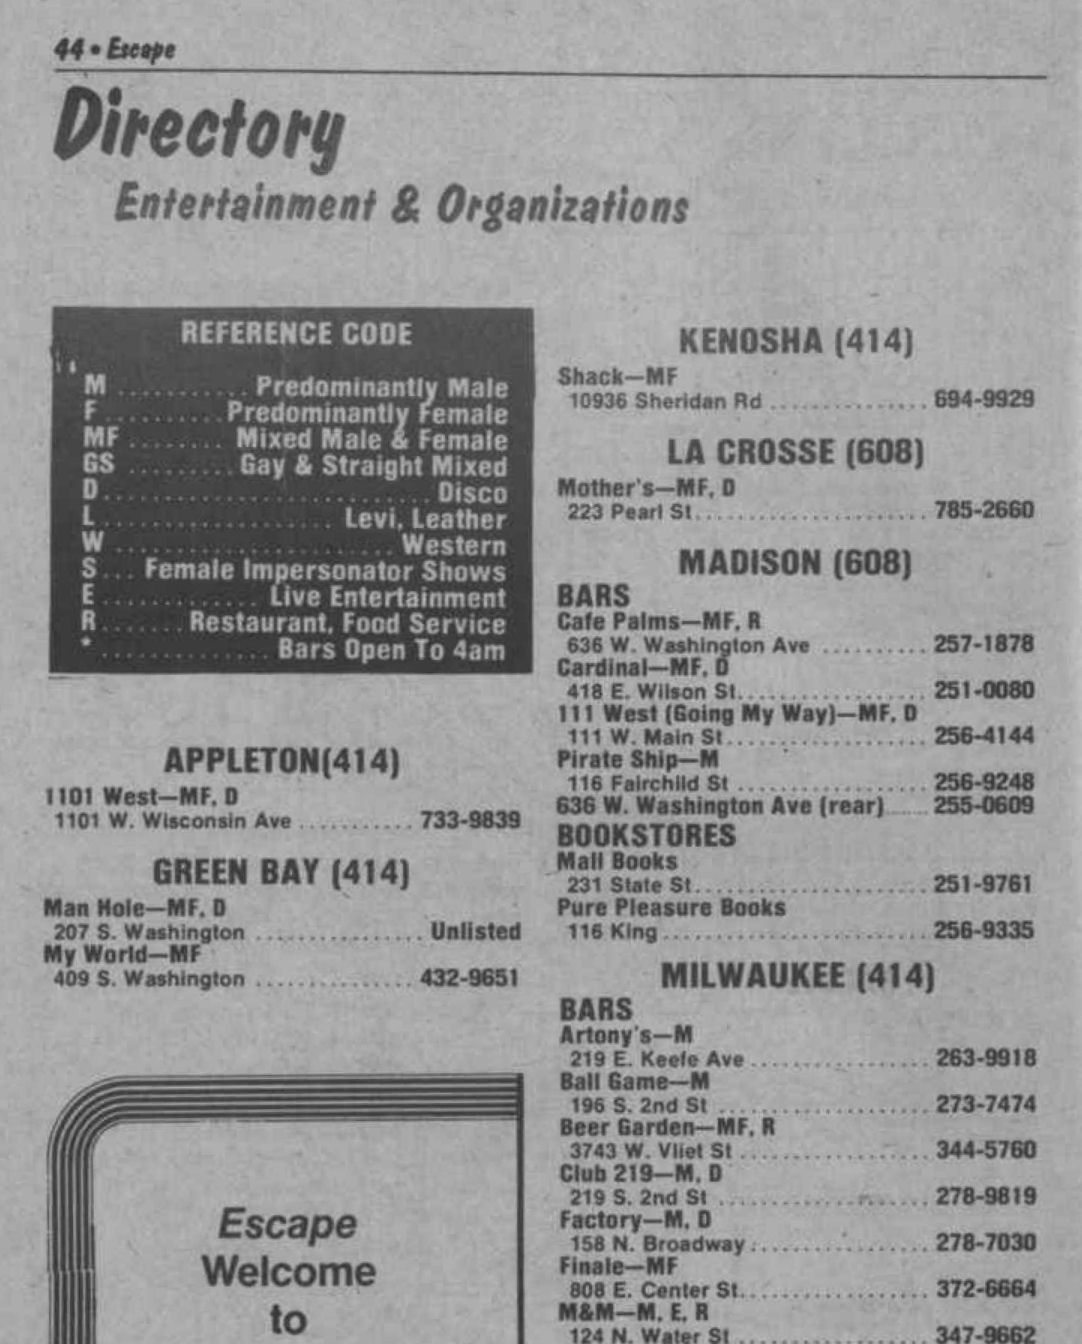 44 • Escape
Directory
Entertainment & Organizations
REFERENCE CODE
M .......... Predominantly Male
F .......... Predominantly Female
MF ........ Mixed Male & Female
GS ......... Gay & Straight Mixed
D ......................... Disco
L .................... Levi, Leather
W ........................ Western
S ... Female Impersonator Shows
E ............. Live Entertainment
R ....... Restaurant, Food Service
* .............. Bars Open To 4am
APPLETON(414)
1101 West—MF, D
1101 W. Wisconsin Ave ........... 733-9839
GREEN BAY (414)
Man Hole—MF, D
207 S. Washington ................ Unlisted
My World—MF
409 S. Washington ............... 432-9651
Escape
Welcome
to
KENOSHA (414)
Shack—MF
10936 Sheridan Rd ............... 694-9929
LA CROSSE (608)
Mother's—MF, D
223 Pearl St ...................... 785-2660
MADISON (608)
BARS
Cafe Palms—MF, R
636 W. Washington Ave .......... 257-1878
Cardinal—MF, D
418 E. Wilson St .................. 251-0080
111 West (Going My Way)—MF, D
111 W. Main St ................... 256-4144
Pirate Ship—M
116 Fairchild St .................. 256-9248
636 W. Washington Ave (rear) ...... 255-0609
BOOKSTORES
Mall Books
231 State St ...................... 251-9761
Pure Pleasure Books
116 King ......................... 256-9335
MILWAUKEE (414)
BARS
Artony's—M
219 E. Keefe Ave ................. 263-9918
Ball Game—M
196 S. 2nd St .................... 273-7474
Beer Garden—MF, R
3743 W. Vliet St .................. 344-5760
Club 219—M, D
219 S. 2nd St .................... 278-9819
Factory—M, D
158 N. Broadway ................. 278-7030
Finale—MF
808 E. Center St .................. 372-6664
M&M—M, E, R
124 N. Water St .................. 347-9662